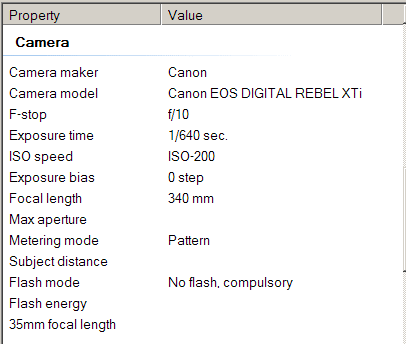 Property Value
Camera
Camera maker Canon
Camera model Canon EOS DIGITAL REBEL XTi
F-stop f/10
Exposure time 1/640 sec.
ISO speed ISO-200
Exposure bias 0 step
Focal length 340 mm
Max aperture
Metering mode Pattern
Subject distance
Flash mode No flash, compulsory
Flash energy
35mm focal length